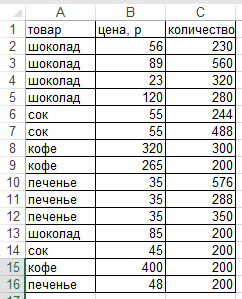 A B C
1 товар цена, р количество
2 шоколад 56 230
3 шоколад 89 560
4 шоколад 23 320
5 шоколад 120 280
6 сок 55 244
7 сок 55 488
8 кофе 320 300
9 кофе 265 200
10 печенье 35 576
11 печенье 35 288
12 печенье 35 350
13 шоколад 85 200
14 сок 45 200
15 кофе 400 200
16 печенье 48 200